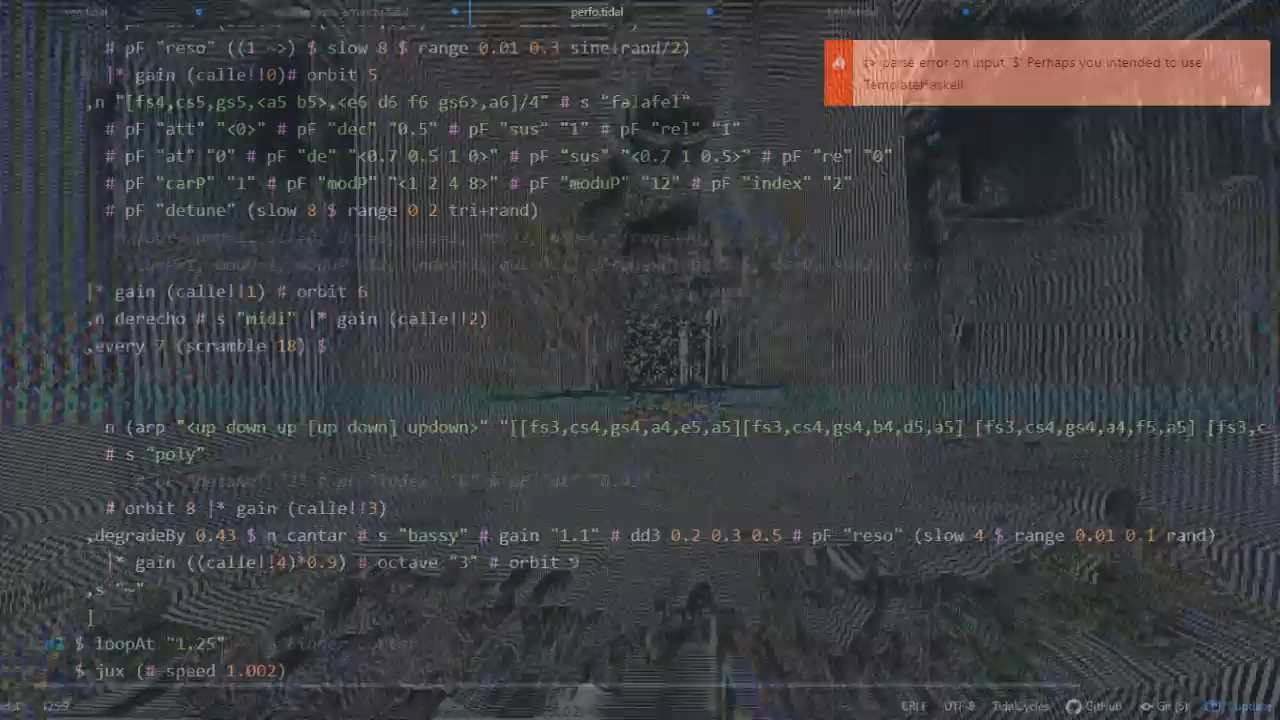 perfo.tidal
# pF "reso" ((1 ~>) $ slow 8 $ range 0.01 0.3 sine+rand/2)
|* gain (calle!!0)# orbit 5
t> parse error on input `$' Perhaps you intended to use
TemplateHaskell
,n "[fs4,cs5,gs5,<a5 b5>,<e6 d6 f6 gs6>,a6]/4" # s "falafel"
# pF "att" "<0>" # pF "dec" "0.5" # pF "sus" "1" # pF "rel" "1"
# pF "at" "0" # pF "de" "<0.7 0.5 1 0>" # pF "sus" "<0.7 1 0.5>" # pF "re" "0"
# pF "carP" "1" # pF "modP" "<1 2 4 8>" # pF "moduP" "12" # pF "index" "2"
# pF "detune" (slow 8 $ range 0 2 tri+rand)
|* gain (calle!!1) # orbit 6
,n derecho # s "midi" |* gain (calle!!2)
,every 7 (scramble 18) $
n (arp "<up down up [up down] updown>" "[[fs3,cs4,gs4,a4,e5,a5][fs3,cs4,gs4,b4,d5,a5] [fs3,cs4,gs4,a4,f5,a5] [fs3,c
# s "poly"
# orbit 8 |* gain (calle!!3)
,degradeBy 0.43 $ n cantar # s "bassy" # gain "1.1" # dd3 0.2 0.3 0.5 # pF "reso" (slow 4 $ range 0.01 0.1 rand)
|* gain ((calle!!4)*0.9) # octave "3" # orbit 9
,s "~"
]
$ loopAt "1.25"
$ jux (# speed 1.002)
CRLF UTF-8 TidalCycles GitHub Git (5) 1 update